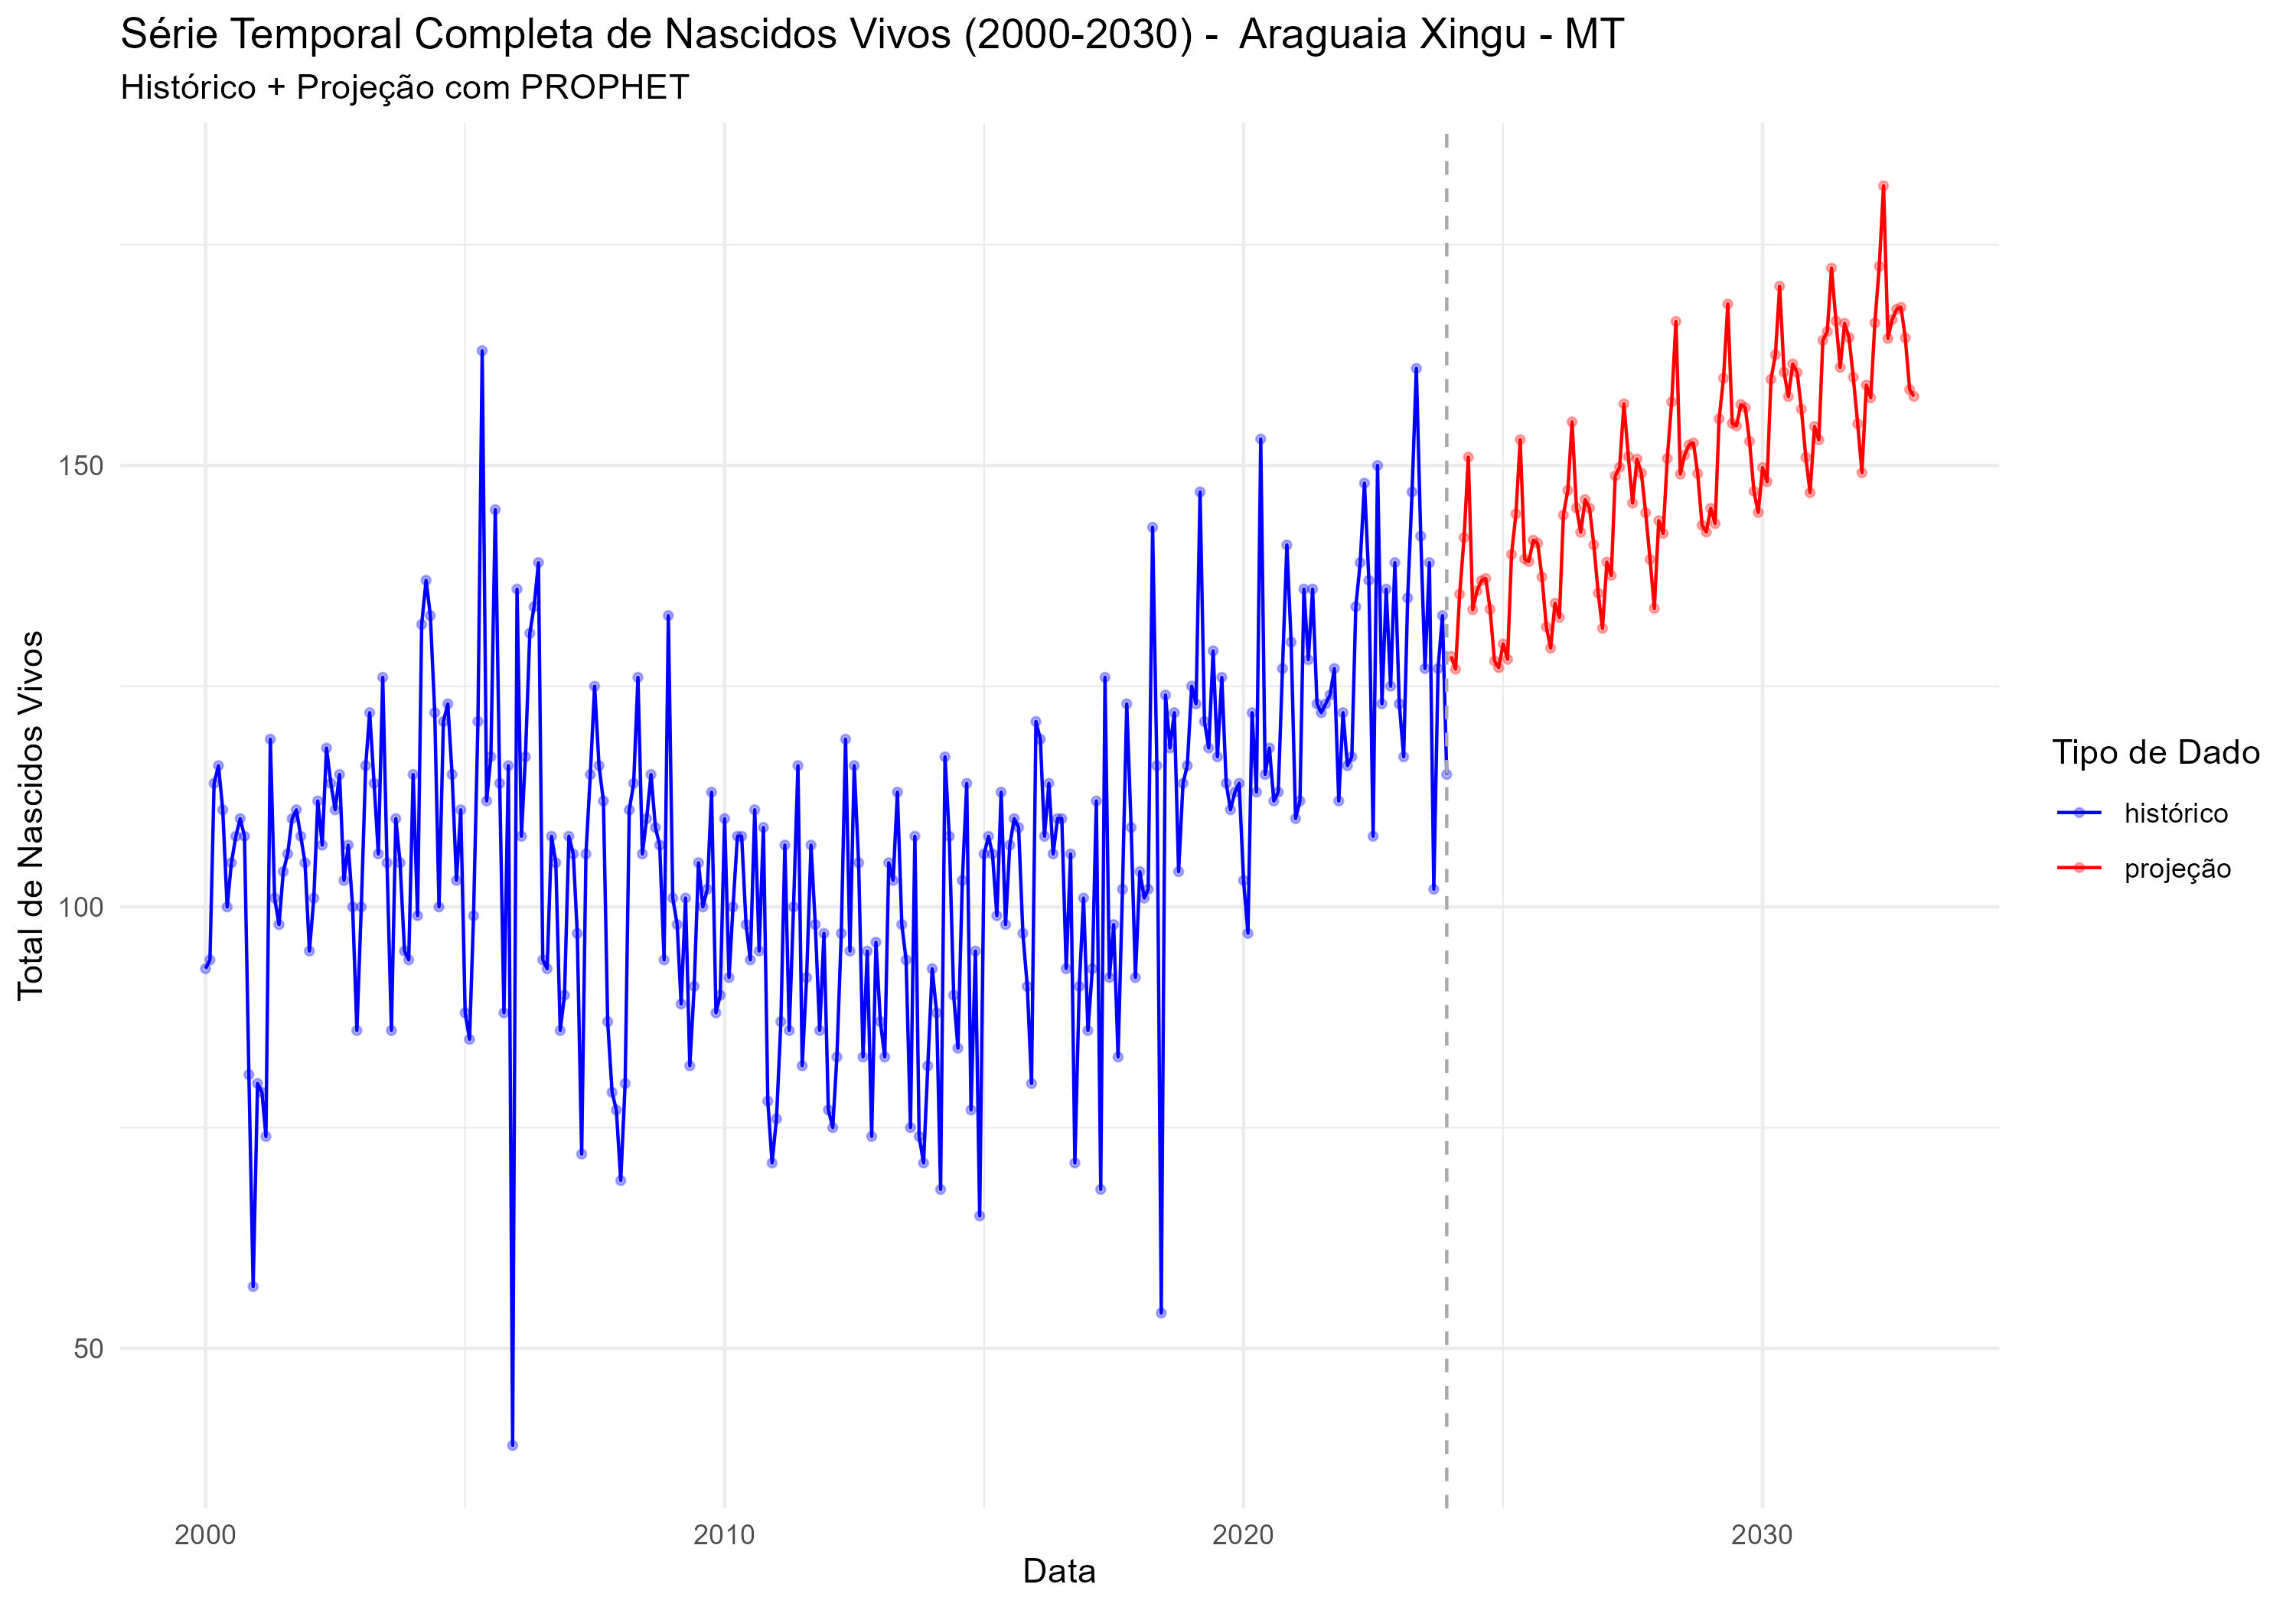 Série Temporal Completa de Nascidos Vivos (2000-2030) -  Araguaia Xingu - MT
Histórico + Projeção com PROPHET
Total de Nascidos Vivos
150
100
50
2000
2010
2020
2030
Data
Tipo de Dado
histórico
projeção